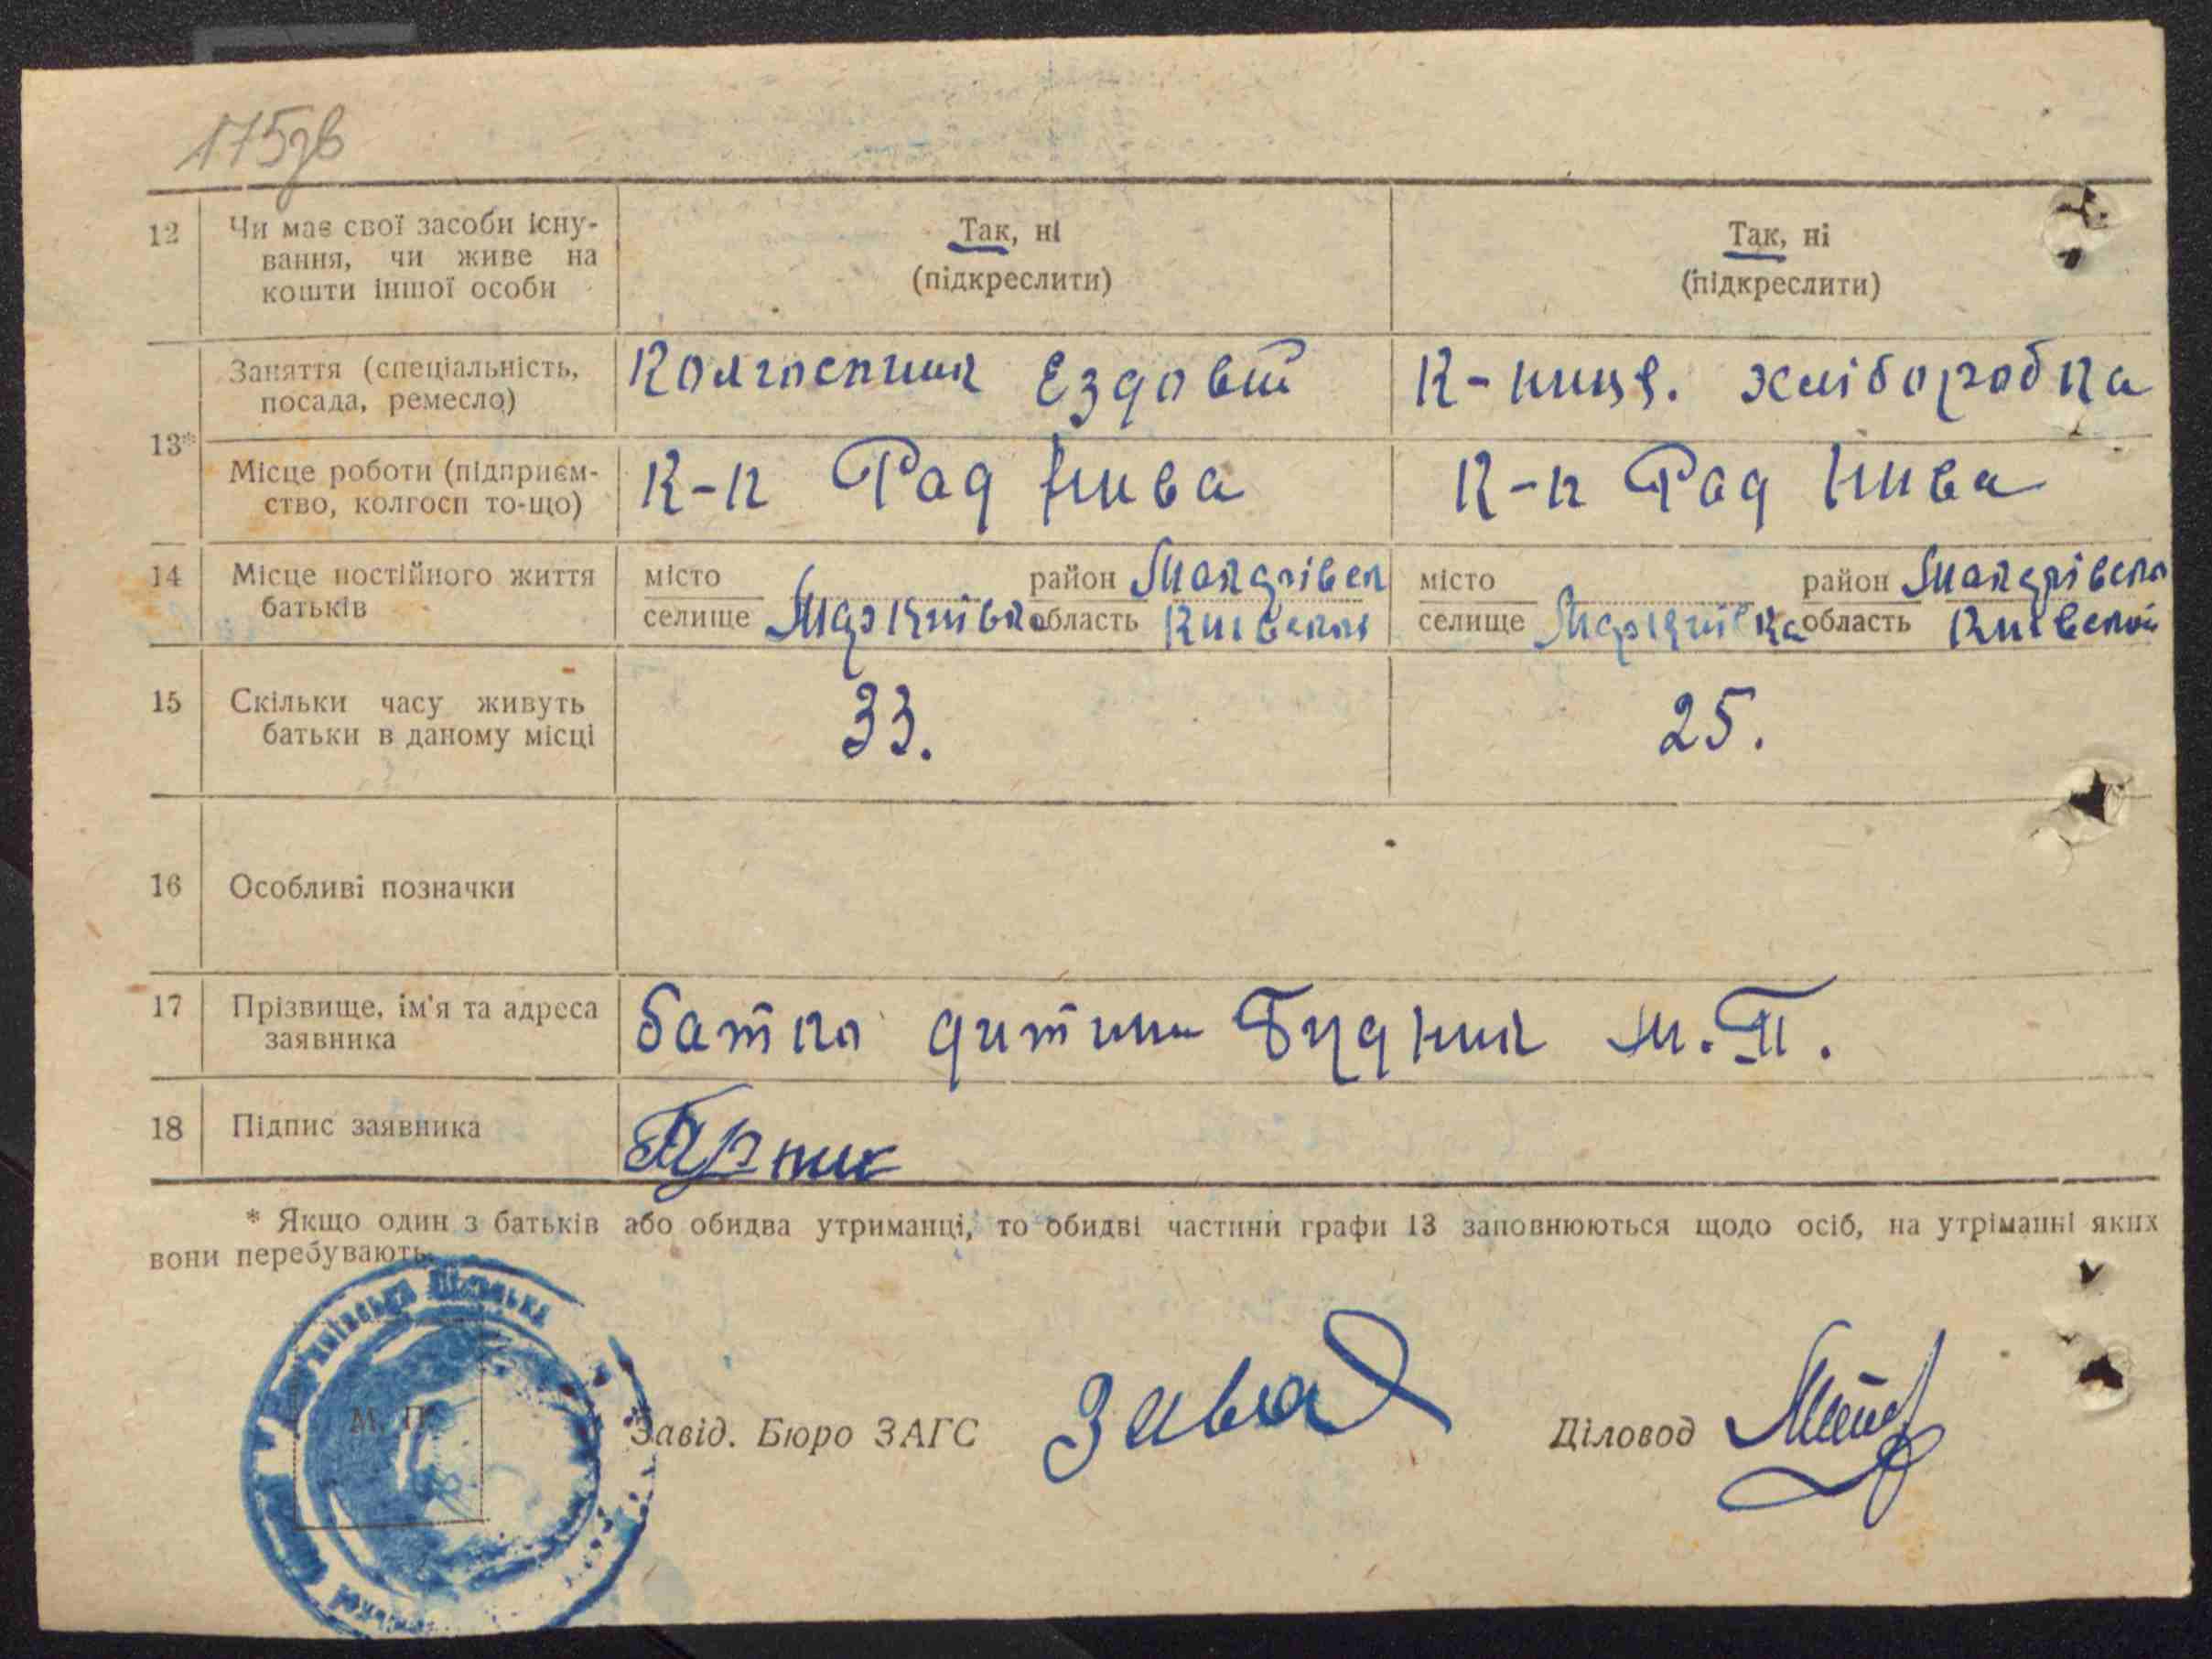 175зв
12 Чи має свої засоби існу- Так, ні Так, ні
вання, чи живе на (підкреслити) (підкреслити)
кошти іншої особи
Заняття (спеціальність, Колгоспник Ездовий К-ниця. хліборобка
посада, ремесло)
13*
Місце роботи (підприєм- К-п Рад Нива К-п Рад Нива
ство, колгосп то-що)
14 Місце постійного життя місто район місто район
батьків селище область селище область
15 Скільки часу живуть 33. 25.
батьки в даному місці
16 Особливі позначки
17 Прізвище, ім'я та адреса батко дитини Будник М.П.
заявника
18 Підпис заявника
* Якщо один з батьків або обидва утриманці, то обидві частини графи 13 заповнюються щодо осіб, на утріманні яких
вони перебувають.
М. П.
Завід. Бюро ЗАГС Діловод